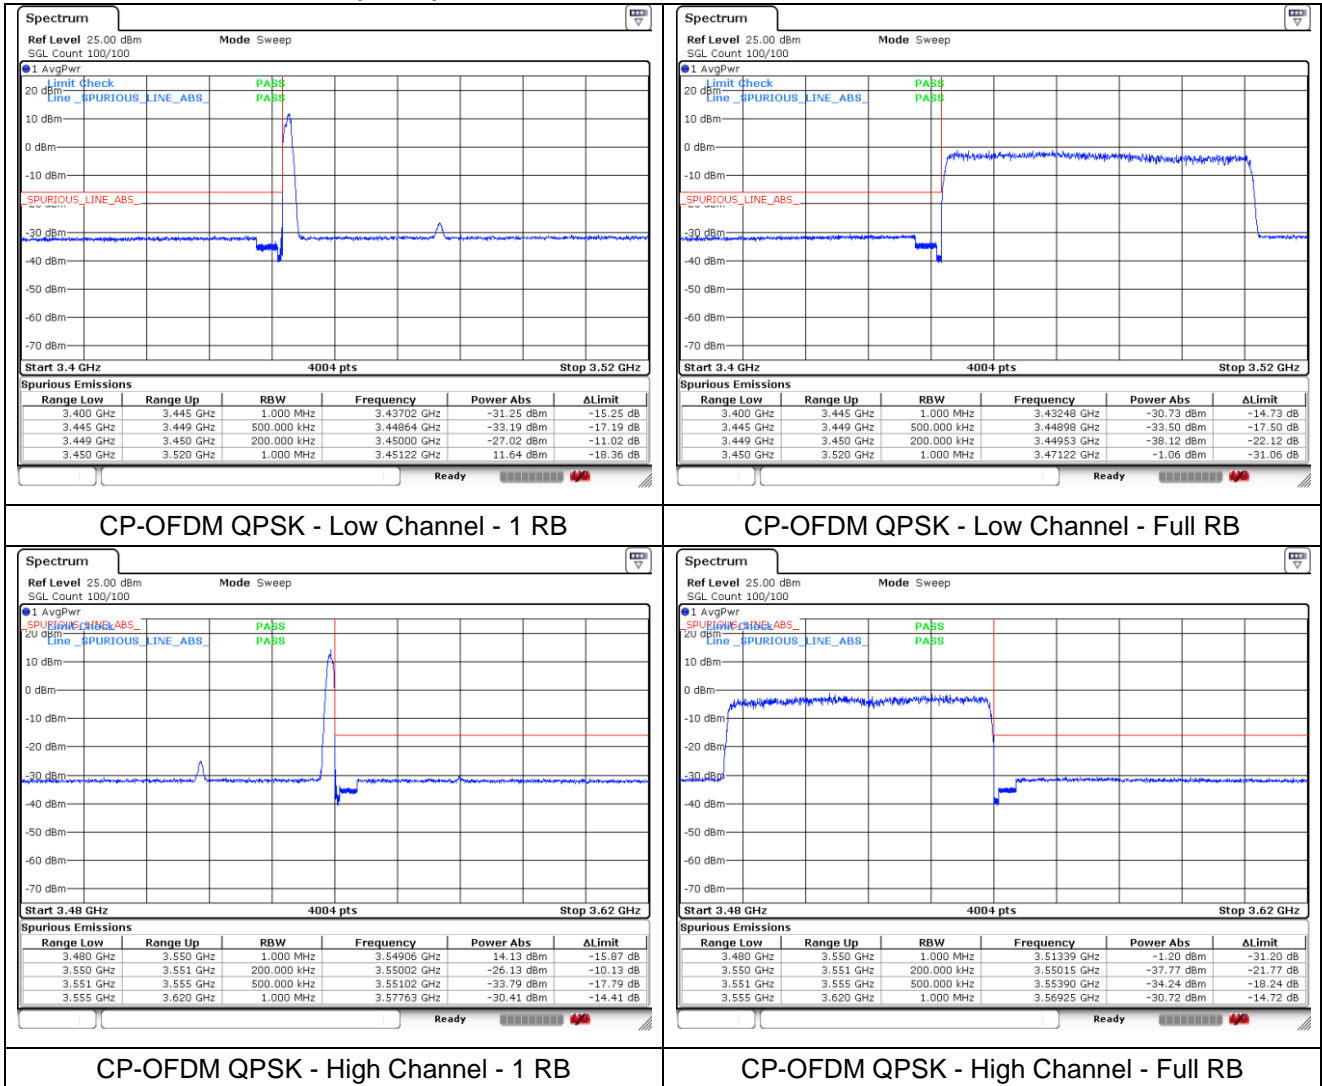 Spectrum
Ref Level 25.00 dBm Mode Sweep
SGL Count 100/100
1 AvgPwr
Limit Check PASS
20 dBm
Line _SPURIOUS_LINE_ABS_ PASS
10 dBm
0 dBm
-10 dBm
_SPURIOUS_LINE_ABS_
-30 dBm
-40 dBm
-50 dBm
-60 dBm
-70 dBm
Start 3.4 GHz 4004 pts Stop 3.52 GHz
Spurious Emissions
Range Low Range Up RBW Frequency Power Abs ΔLimit
3.400 GHz 3.445 GHz 1.000 MHz 3.43702 GHz -31.25 dBm -15.25 dB
3.445 GHz 3.449 GHz 500.000 kHz 3.44864 GHz -33.19 dBm -17.19 dB
3.449 GHz 3.450 GHz 200.000 kHz 3.45000 GHz -27.02 dBm -11.02 dB
3.450 GHz 3.520 GHz 1.000 MHz 3.45122 GHz 11.64 dBm -18.36 dB
Ready
CP-OFDM QPSK - Low Channel - 1 RB
Spectrum
Ref Level 25.00 dBm Mode Sweep
SGL Count 100/100
1 AvgPwr
Limit Check PASS
20 dBm
Line _SPURIOUS_LINE_ABS_ PASS
10 dBm
0 dBm
-10 dBm
_SPURIOUS_LINE_ABS_
-30 dBm
-40 dBm
-50 dBm
-60 dBm
-70 dBm
Start 3.4 GHz 4004 pts Stop 3.52 GHz
Spurious Emissions
Range Low Range Up RBW Frequency Power Abs ΔLimit
3.400 GHz 3.445 GHz 1.000 MHz 3.43248 GHz -30.73 dBm -14.73 dB
3.445 GHz 3.449 GHz 500.000 kHz 3.44898 GHz -33.50 dBm -17.50 dB
3.449 GHz 3.450 GHz 200.000 kHz 3.44953 GHz -38.12 dBm -22.12 dB
3.450 GHz 3.520 GHz 1.000 MHz 3.47122 GHz -1.06 dBm -31.06 dB
Ready
CP-OFDM QPSK - Low Channel - Full RB
Spectrum
Ref Level 25.00 dBm Mode Sweep
SGL Count 100/100
1 AvgPwr
_SPURIOUS_LINE_ABS_
Limit Check PASS
20 dBm
Line _SPURIOUS_LINE_ABS_ PASS
10 dBm
0 dBm
-10 dBm
-20 dBm
-30 dBm
-40 dBm
-50 dBm
-60 dBm
-70 dBm
Start 3.48 GHz 4004 pts Stop 3.62 GHz
Spurious Emissions
Range Low Range Up RBW Frequency Power Abs ΔLimit
3.480 GHz 3.550 GHz 1.000 MHz 3.54906 GHz 14.13 dBm -15.87 dB
3.550 GHz 3.551 GHz 200.000 kHz 3.55002 GHz -26.13 dBm -10.13 dB
3.551 GHz 3.555 GHz 500.000 kHz 3.55102 GHz -33.79 dBm -17.79 dB
3.555 GHz 3.620 GHz 1.000 MHz 3.57763 GHz -30.41 dBm -14.41 dB
Ready
CP-OFDM QPSK - High Channel - 1 RB
Spectrum
Ref Level 25.00 dBm Mode Sweep
SGL Count 100/100
1 AvgPwr
_SPURIOUS_LINE_ABS_
Limit Check PASS
20 dBm
Line _SPURIOUS_LINE_ABS_ PASS
10 dBm
0 dBm
-10 dBm
-20 dBm
-30 dBm
-40 dBm
-50 dBm
-60 dBm
-70 dBm
Start 3.48 GHz 4004 pts Stop 3.62 GHz
Spurious Emissions
Range Low Range Up RBW Frequency Power Abs ΔLimit
3.480 GHz 3.550 GHz 1.000 MHz 3.51339 GHz -1.20 dBm -31.20 dB
3.550 GHz 3.551 GHz 200.000 kHz 3.55015 GHz -37.77 dBm -21.77 dB
3.551 GHz 3.555 GHz 500.000 kHz 3.55390 GHz -34.24 dBm -18.24 dB
3.555 GHz 3.620 GHz 1.000 MHz 3.56925 GHz -30.72 dBm -14.72 dB
Ready
CP-OFDM QPSK - High Channel - Full RB